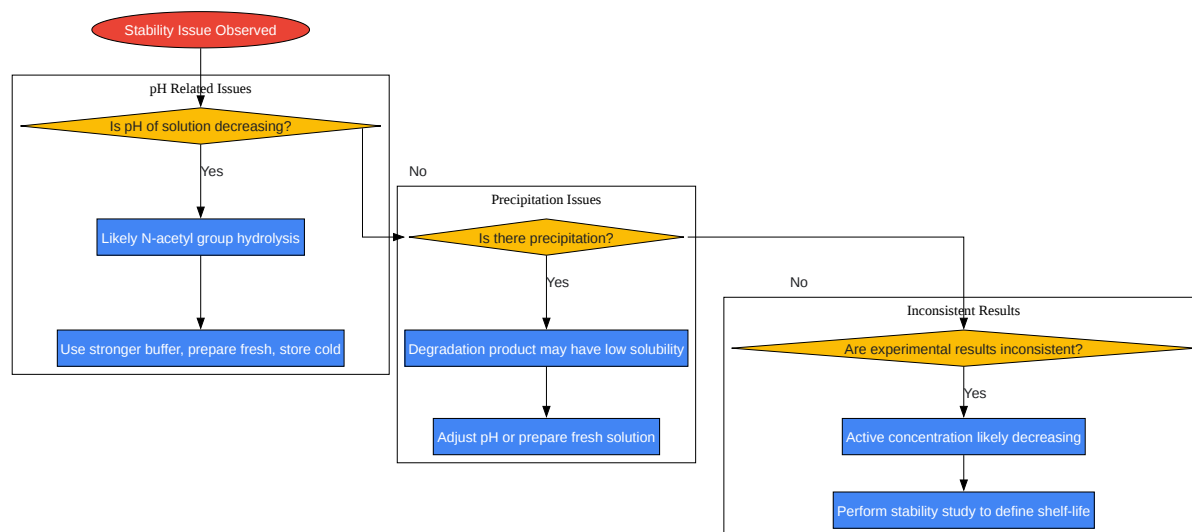 Stability Issue Observed
pH Related Issues
Is pH of solution decreasing?
Yes
No
Likely N-acetyl group hydrolysis
Use stronger buffer, prepare fresh, store cold
Precipitation Issues
Is there precipitation?
Yes
No
Degradation product may have low solubility
Adjust pH or prepare fresh solution
Inconsistent Results
Are experimental results inconsistent?
Yes
Active concentration likely decreasing
Perform stability study to define shelf-life